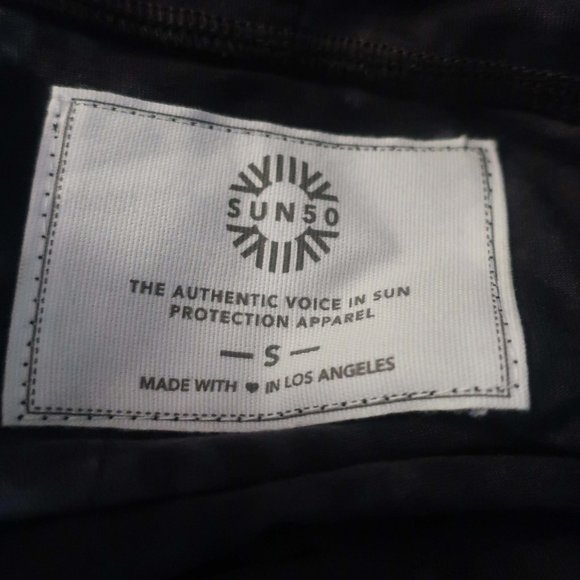 SUN50
THE AUTHENTIC VOICE IN SUN
PROTECTION APPAREL
— S —
MADE WITH ♥ IN LOS ANGELES